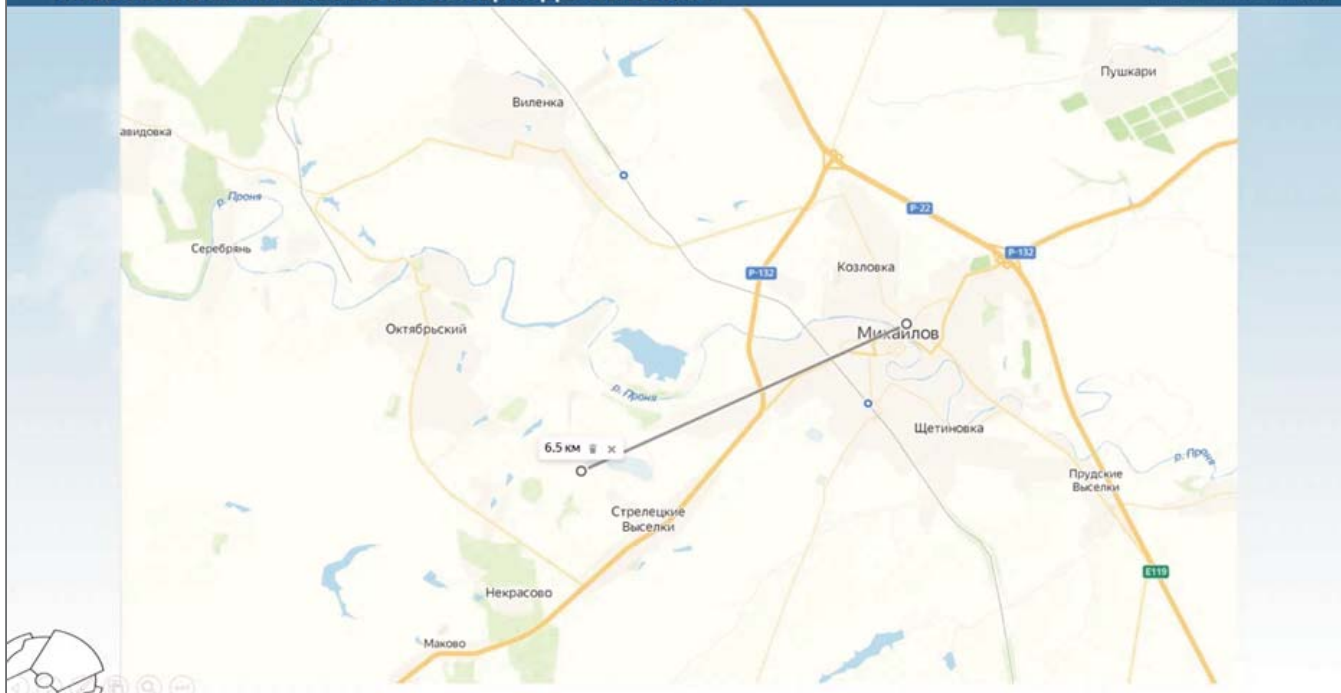 Пушкари
Виленка
авидовка
р. Проня
Р-22
Серебрянь
Р-132
Козловка
Р-132
Октябрьский
Михайлов
р. Проня
Щетиновка
6.5 км
р. Проня
Прудские
Выселки
Стрелецкие
Выселки
Е119
Некрасово
Маково